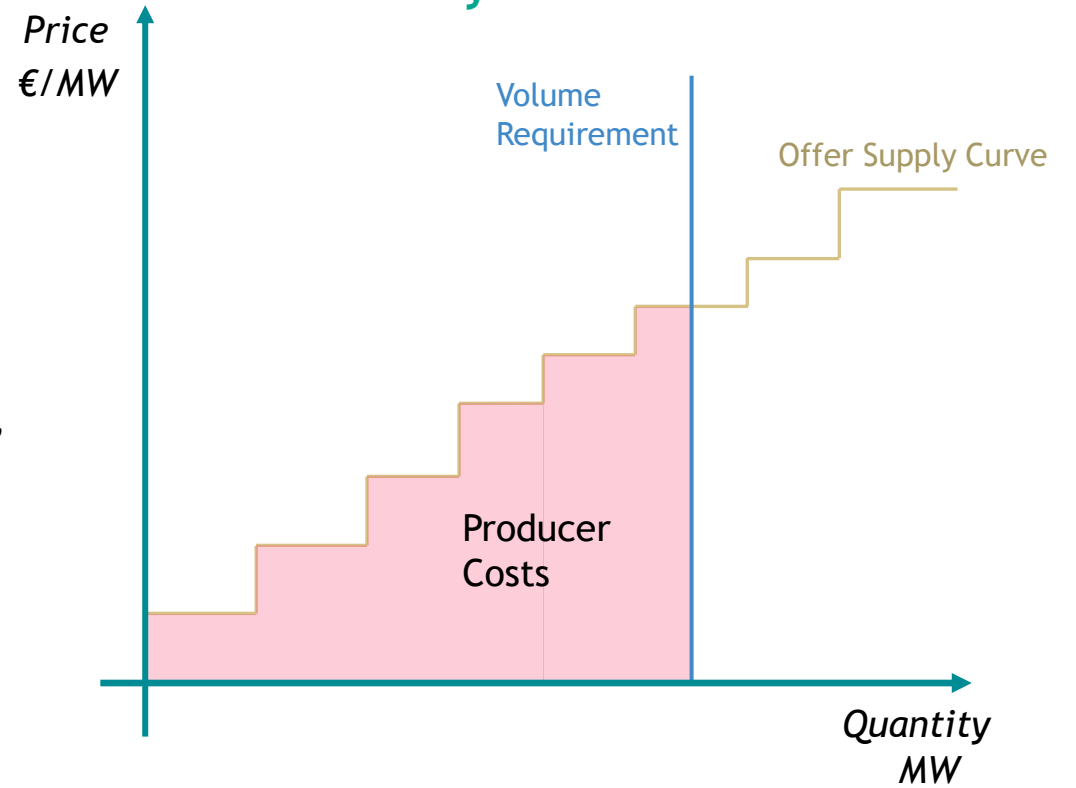 Price
€/MW
Volume
Requirement
Offer Supply Curve
Producer
Costs
Quantity
MW